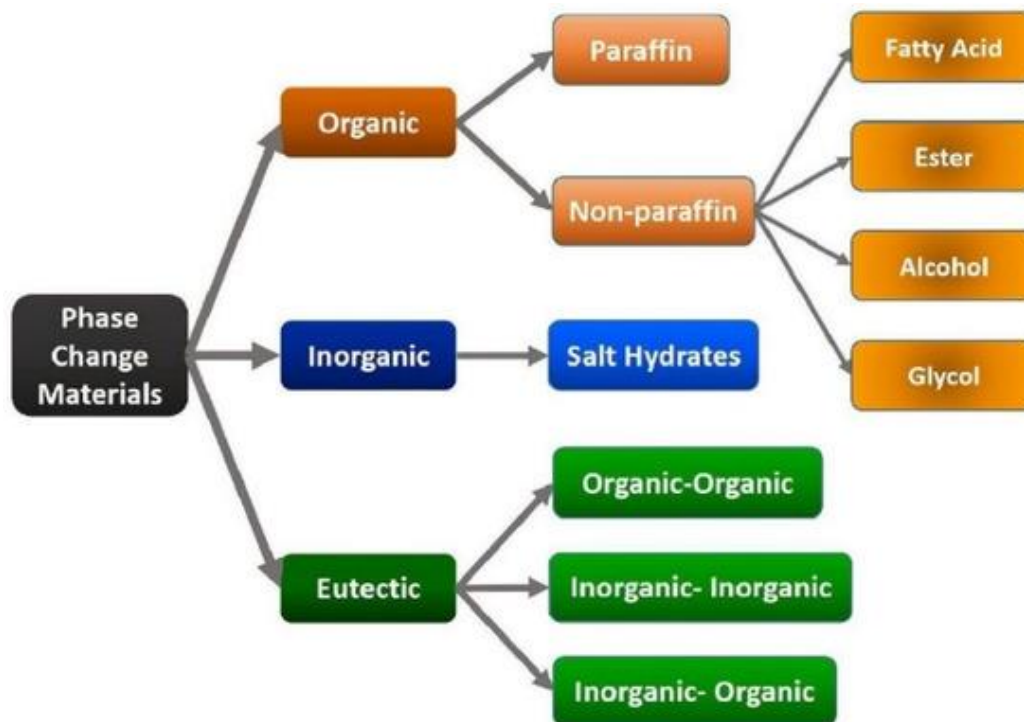 Phase
Change
Materials
Organic
Paraffin
Non-paraffin
Fatty Acid
Ester
Alcohol
Glycol
Inorganic
Salt Hydrates
Eutectic
Organic-Organic
Inorganic- Inorganic
Inorganic- Organic